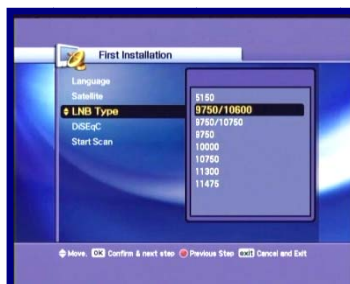 First Installation
Language
Satellite
LNB Type
DiSEqC
Start Scan
5150
9750/10600
9750/10750
9750
10000
10750
11300
11475
Move, OK Confirm & next step Previous Step exit Cancel and Exit